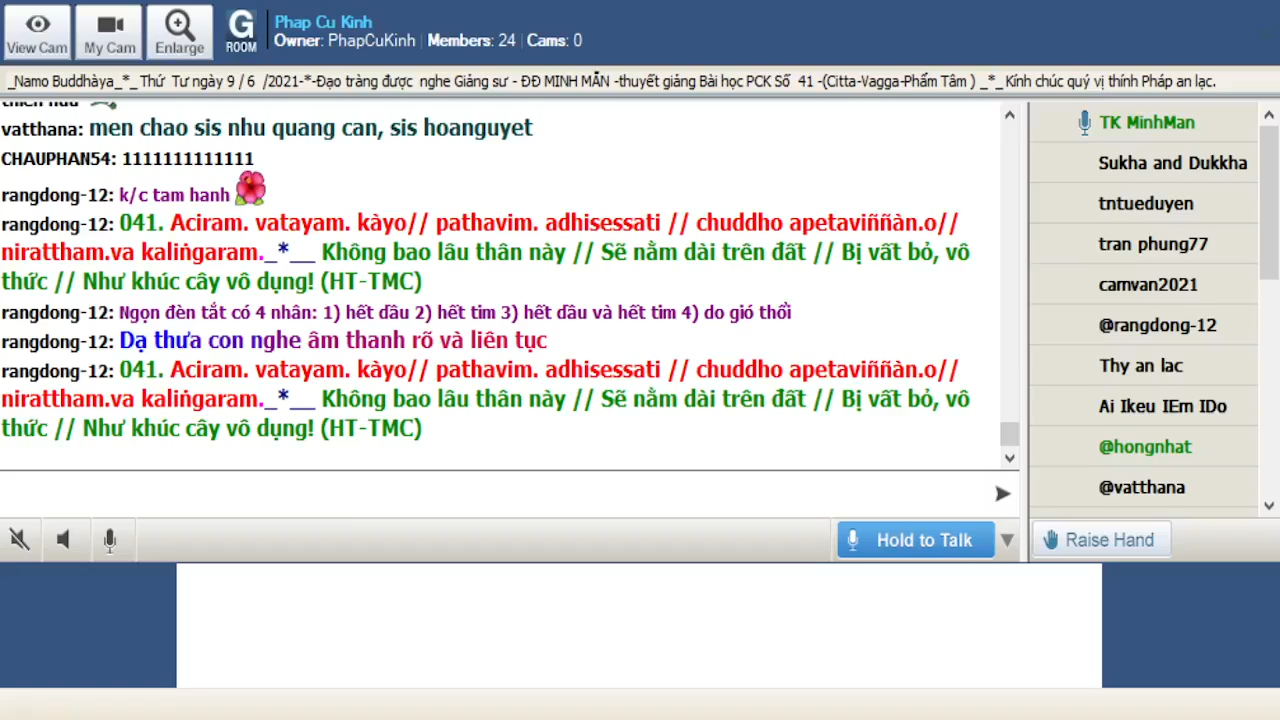 View Cam
My Cam
Enlarge
G
ROOM
Phap Cu Kinh
Owner: PhapCuKinh | Members: 24 | Cams: 0
_Namo Buddhàya_*_Thứ Tư ngày 9 / 6 /2021-*-Đạo tràng được nghe Giảng sư - ĐĐ MINH MẪN -thuyết giảng Bài học PCK Số 41 -(Citta-Vagga-Phẩm Tâm ) _*_ Kính chúc quý vị thính Pháp an lạc.
vatthana: men chao sis nhu quang can, sis hoanguyet
CHAUPHAN54: 1111111111111
rangdong-12: k/c tam hanh
rangdong-12: 041. Aciram. vatayam. kàyo// pathavim. adhisessati // chuddho apetaviññàn.o//
nirattham.va kaliṅgaram._*__ Không bao lâu thân này // Sẽ nằm dài trên đất // Bị vất bỏ, vô
thức // Như khúc cây vô dụng! (HT-TMC)
rangdong-12: Ngọn đèn tắt có 4 nhân: 1) hết dầu 2) hết tim 3) hết dầu và hết tim 4) do gió thổi
rangdong-12: Dạ thưa con nghe âm thanh rõ và liên tục
rangdong-12: 041. Aciram. vatayam. kàyo// pathavim. adhisessati // chuddho apetaviññàn.o//
nirattham.va kaliṅgaram._*__ Không bao lâu thân này // Sẽ nằm dài trên đất // Bị vất bỏ, vô
thức // Như khúc cây vô dụng! (HT-TMC)
TK MinhMan
Sukha and Dukkha
tntueduyen
tran phung77
camvan2021
@rangdong-12
Thy an lac
Ai Ikeu IEm IDo
@hongnhat
@vatthana
Hold to Talk
Raise Hand